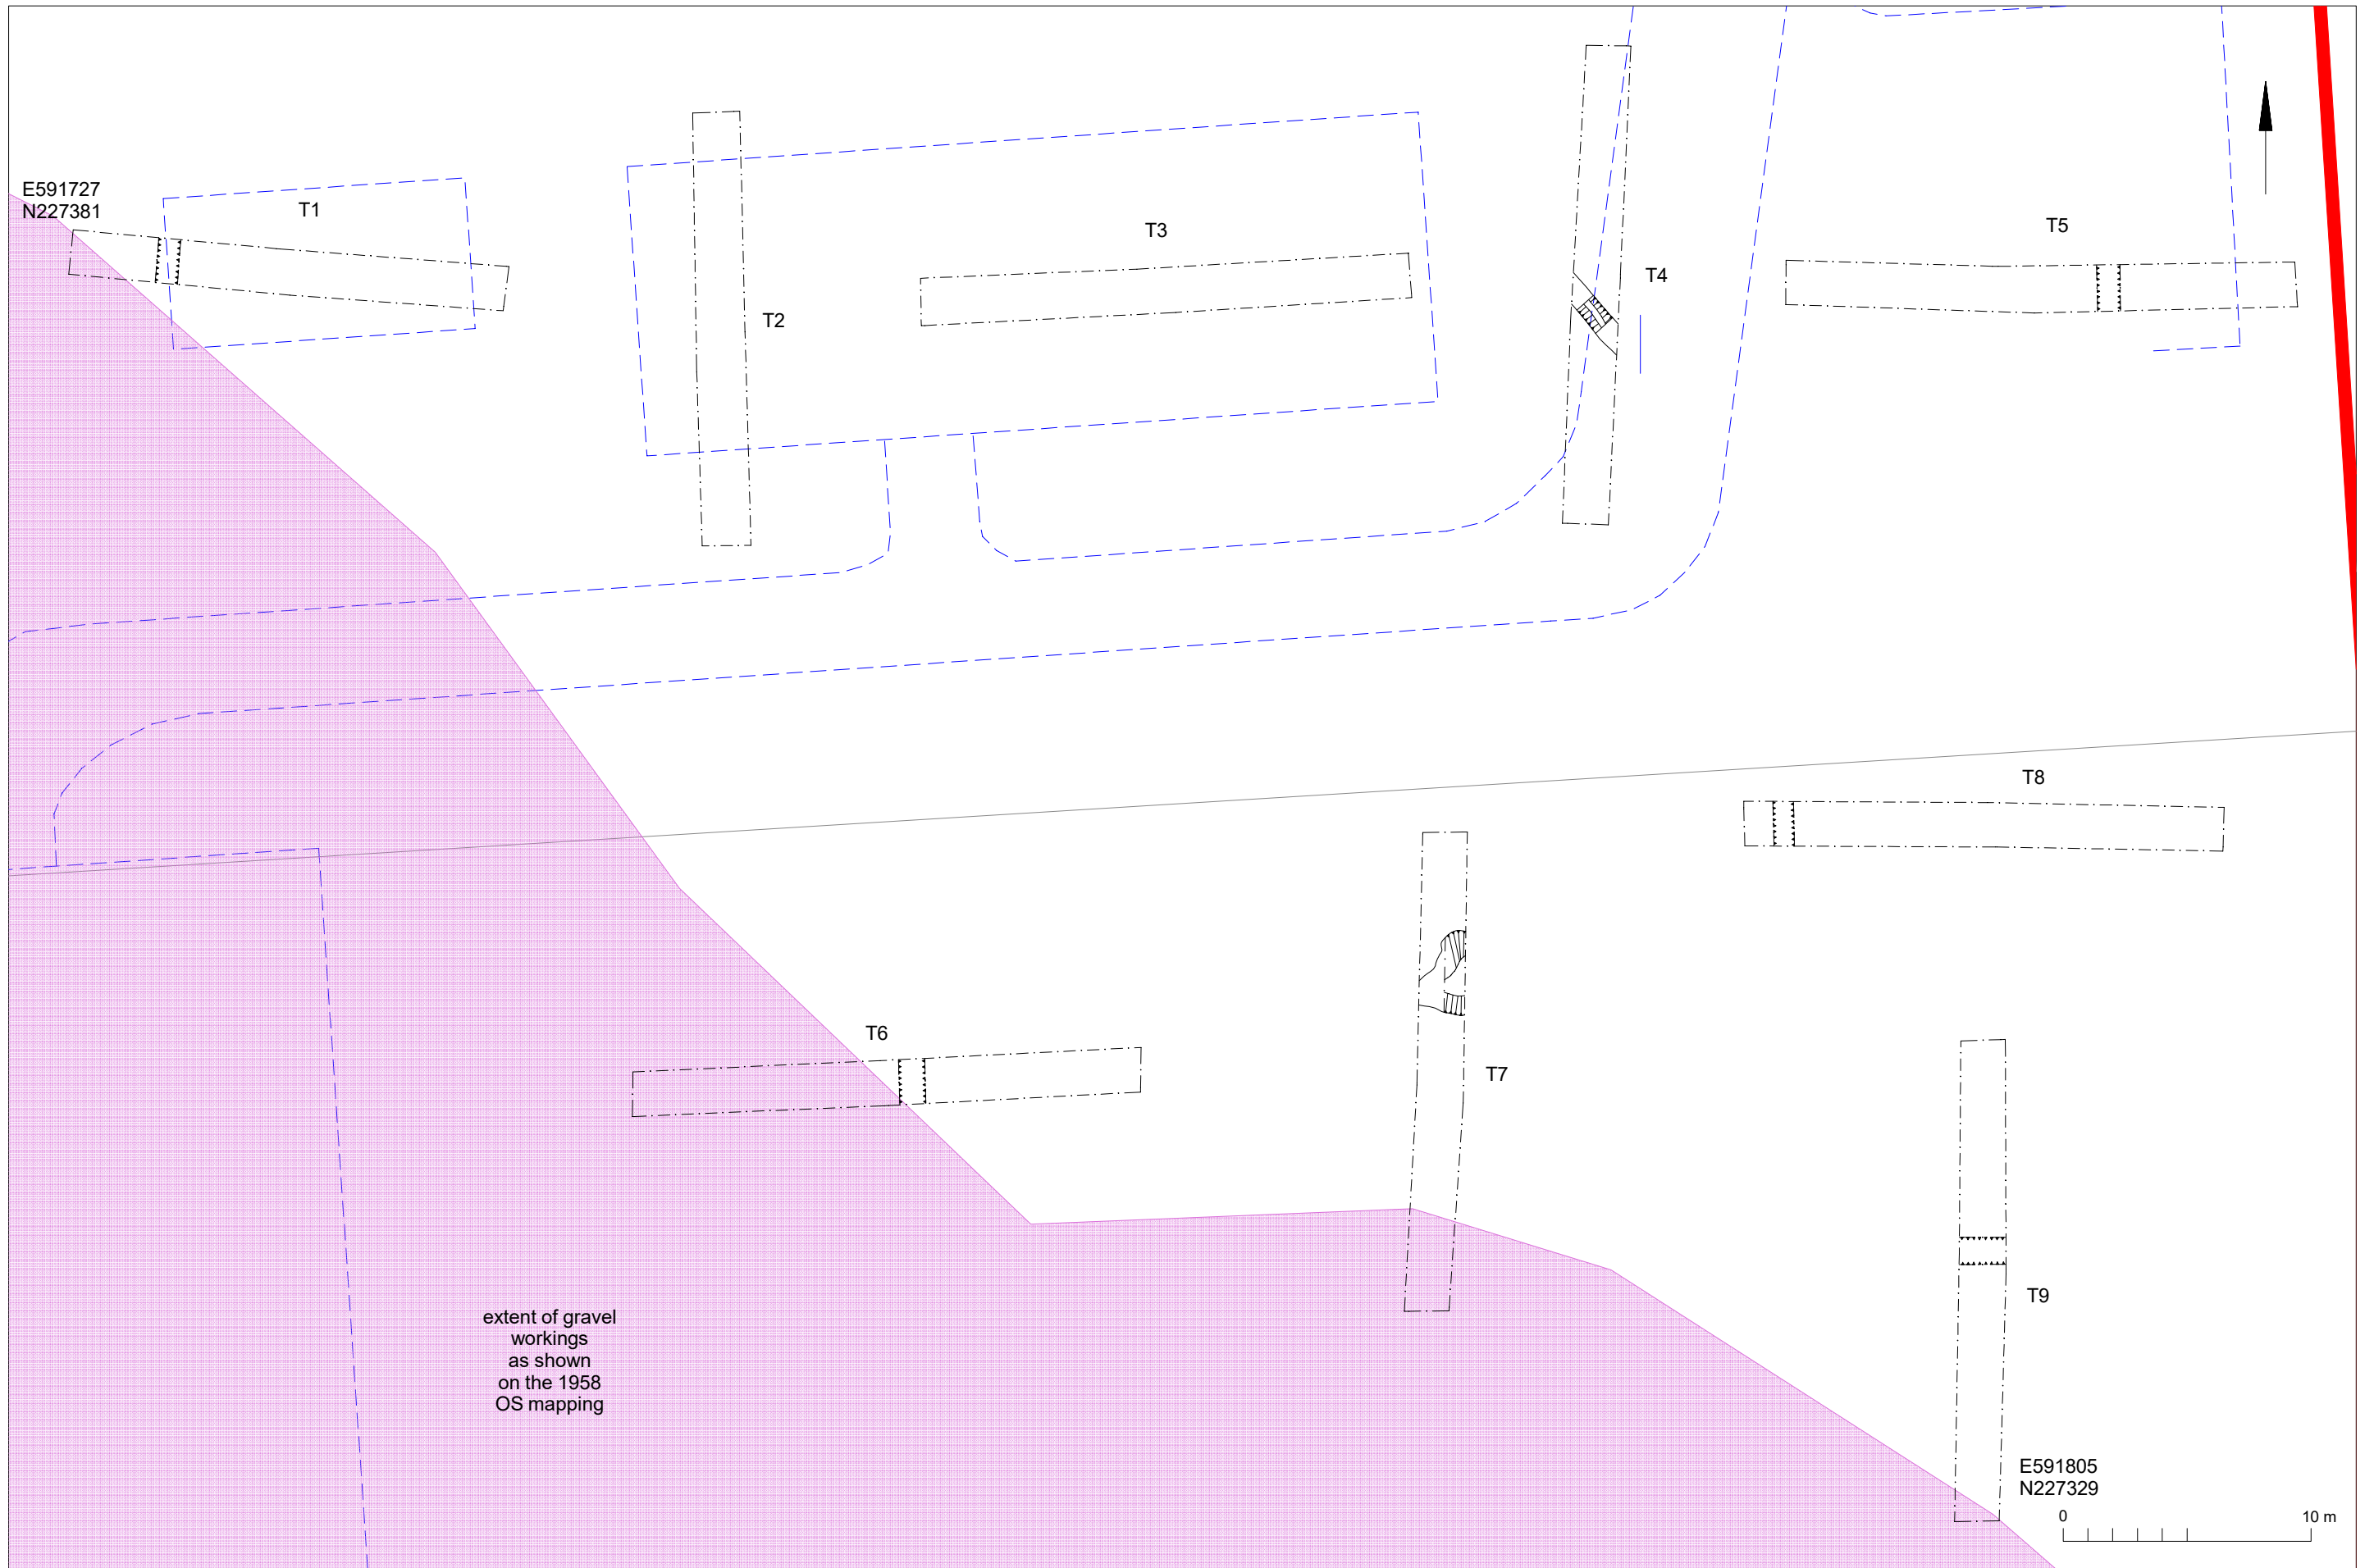 E591727
N227381
T1
T2
T3
T4
T5
T6
T7
T8
T9
extent of gravel
workings
as shown
on the 1958
OS mapping
E591805
N227329
0
10 m